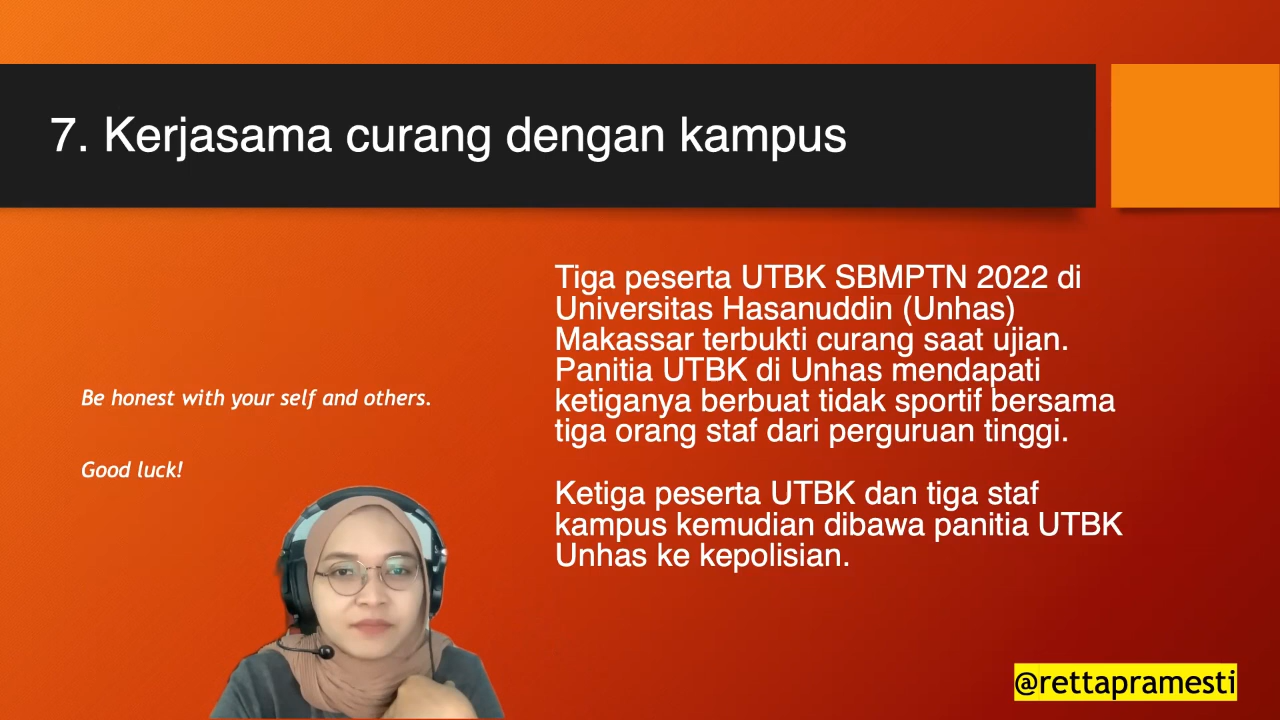 7. Kerjasama curang dengan kampus
Be honest with your self and others.
Good luck!
Tiga peserta UTBK SBMPTN 2022 di
Universitas Hasanuddin (Unhas)
Makassar terbukti curang saat ujian.
Panitia UTBK di Unhas mendapati
ketiganya berbuat tidak sportif bersama
tiga orang staf dari perguruan tinggi.
Ketiga peserta UTBK dan tiga staf
kampus kemudian dibawa panitia UTBK
Unhas ke kepolisian.
@rettapramesti